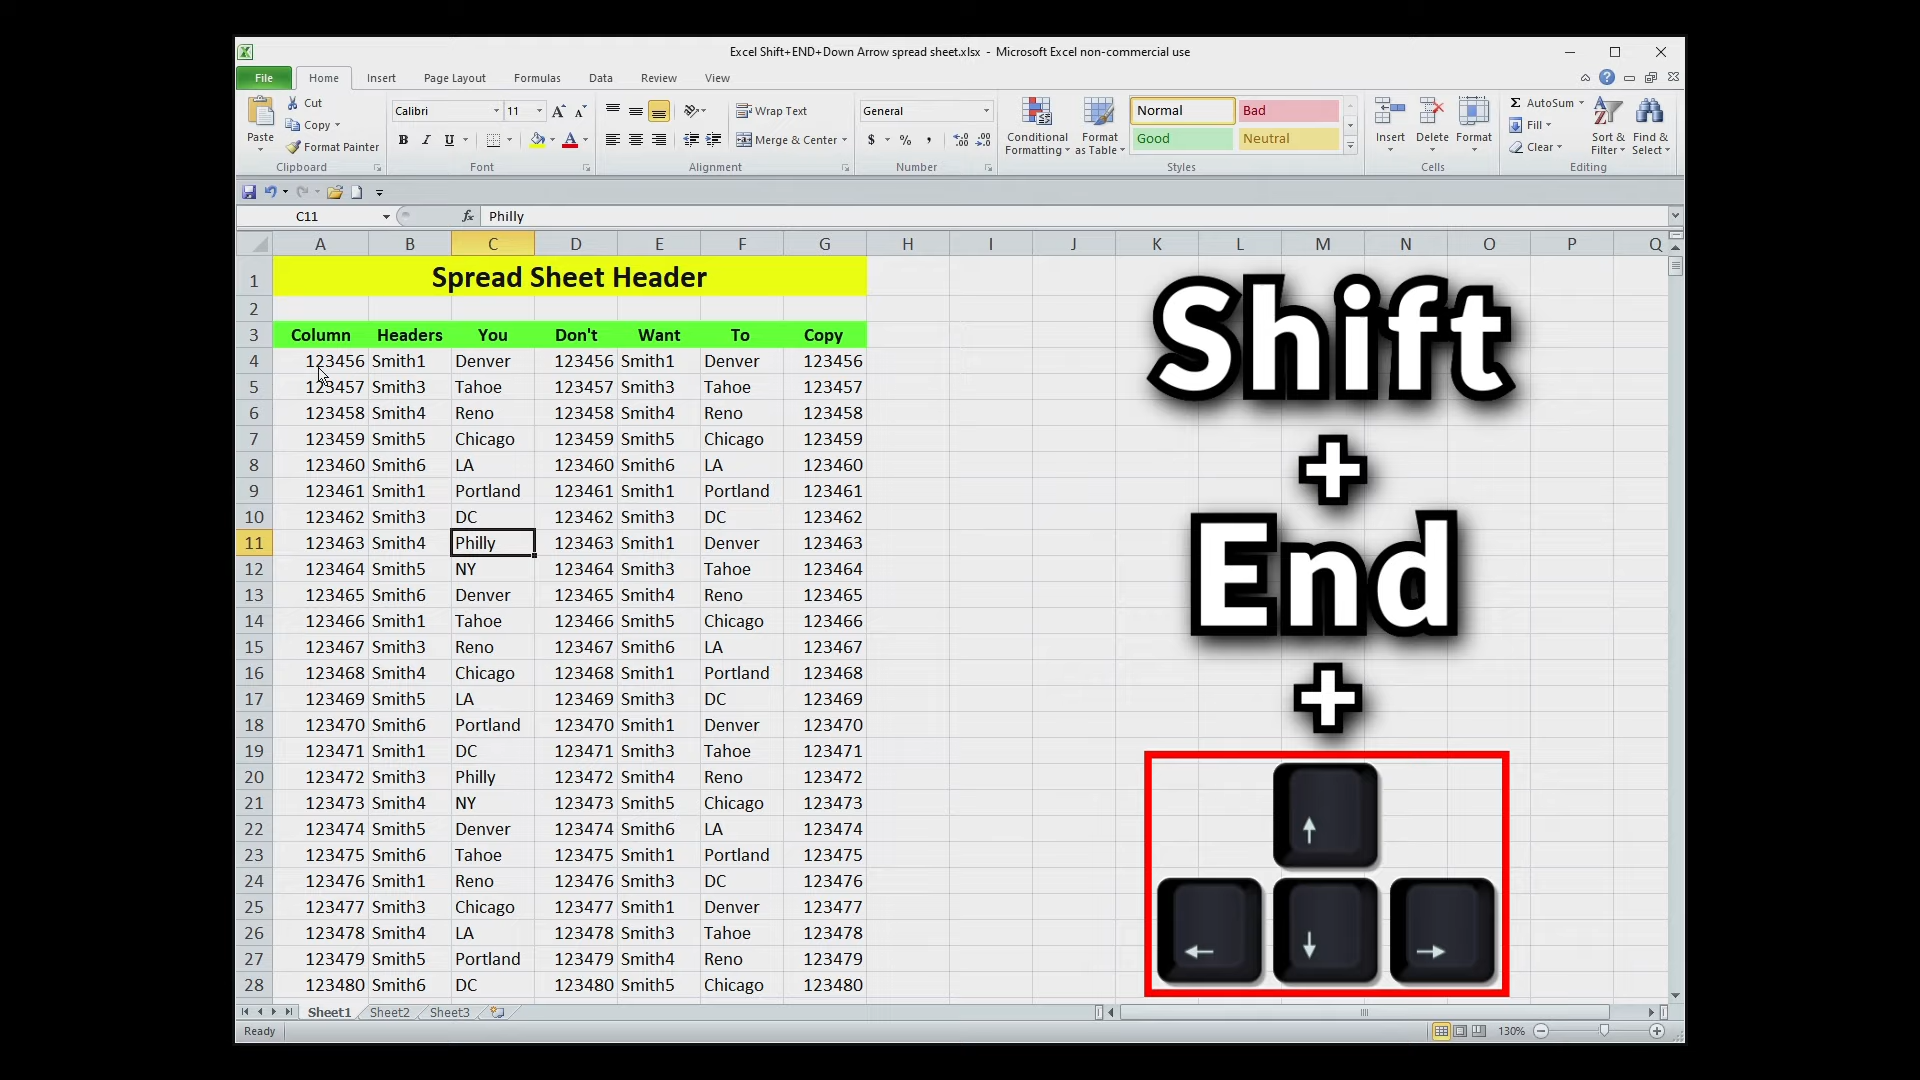 Excel Shift+END+Down Arrow spread sheet.xlsx - Microsoft Excel non-commercial use
File Home Insert Page Layout Formulas Data Review View
Paste
Cut
Copy
Format Painter
Clipboard
Calibri 11
B I U
Font
Wrap Text
Merge & Center
Alignment
General
$ % ,
Number
Conditional Formatting
Format as Table
Normal Bad
Good Neutral
Styles
Insert Delete Format
Cells
Σ AutoSum
Fill
Clear
Sort & Filter
Find & Select
Editing
C11 fx Philly
A B C D E F G H I J K L M N O P Q
1 Spread Sheet Header
2
3 Column Headers You Don't Want To Copy
4 123456 Smith1 Denver 123456 Smith1 Denver 123456
5 123457 Smith3 Tahoe 123457 Smith3 Tahoe 123457
6 123458 Smith4 Reno 123458 Smith4 Reno 123458
7 123459 Smith5 Chicago 123459 Smith5 Chicago 123459
8 123460 Smith6 LA 123460 Smith6 LA 123460
9 123461 Smith1 Portland 123461 Smith1 Portland 123461
10 123462 Smith3 DC 123462 Smith3 DC 123462
11 123463 Smith4 Philly 123463 Smith1 Denver 123463
12 123464 Smith5 NY 123464 Smith3 Tahoe 123464
13 123465 Smith6 Denver 123465 Smith4 Reno 123465
14 123466 Smith1 Tahoe 123466 Smith5 Chicago 123466
15 123467 Smith3 Reno 123467 Smith6 LA 123467
16 123468 Smith4 Chicago 123468 Smith1 Portland 123468
17 123469 Smith5 LA 123469 Smith3 DC 123469
18 123470 Smith6 Portland 123470 Smith1 Denver 123470
19 123471 Smith1 DC 123471 Smith3 Tahoe 123471
20 123472 Smith3 Philly 123472 Smith4 Reno 123472
21 123473 Smith4 NY 123473 Smith5 Chicago 123473
22 123474 Smith5 Denver 123474 Smith6 LA 123474
23 123475 Smith6 Tahoe 123475 Smith1 Portland 123475
24 123476 Smith1 Reno 123476 Smith3 DC 123476
25 123477 Smith3 Chicago 123477 Smith1 Denver 123477
26 123478 Smith4 LA 123478 Smith3 Tahoe 123478
27 123479 Smith5 Portland 123479 Smith4 Reno 123479
28 123480 Smith6 DC 123480 Smith5 Chicago 123480
Shift
+
End
+
↑
← ↓ →
Sheet1 Sheet2 Sheet3
Ready 130%